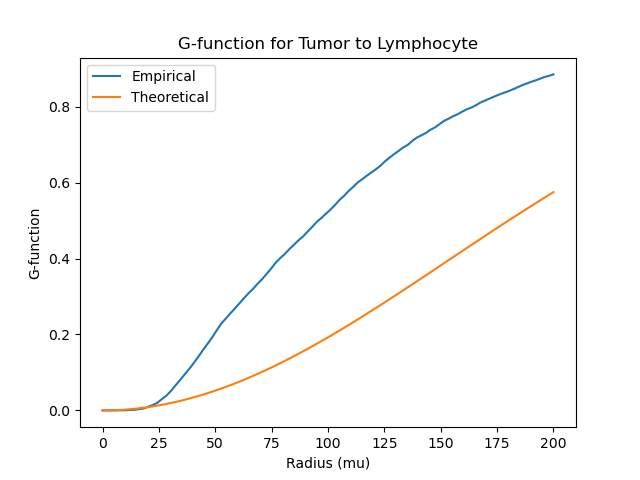 G-function for Tumor to Lymphocyte
Empirical
Theoretical
G-function
0.8
0.6
0.4
0.2
0.0
0 25 50 75 100 125 150 175 200
Radius (mu)